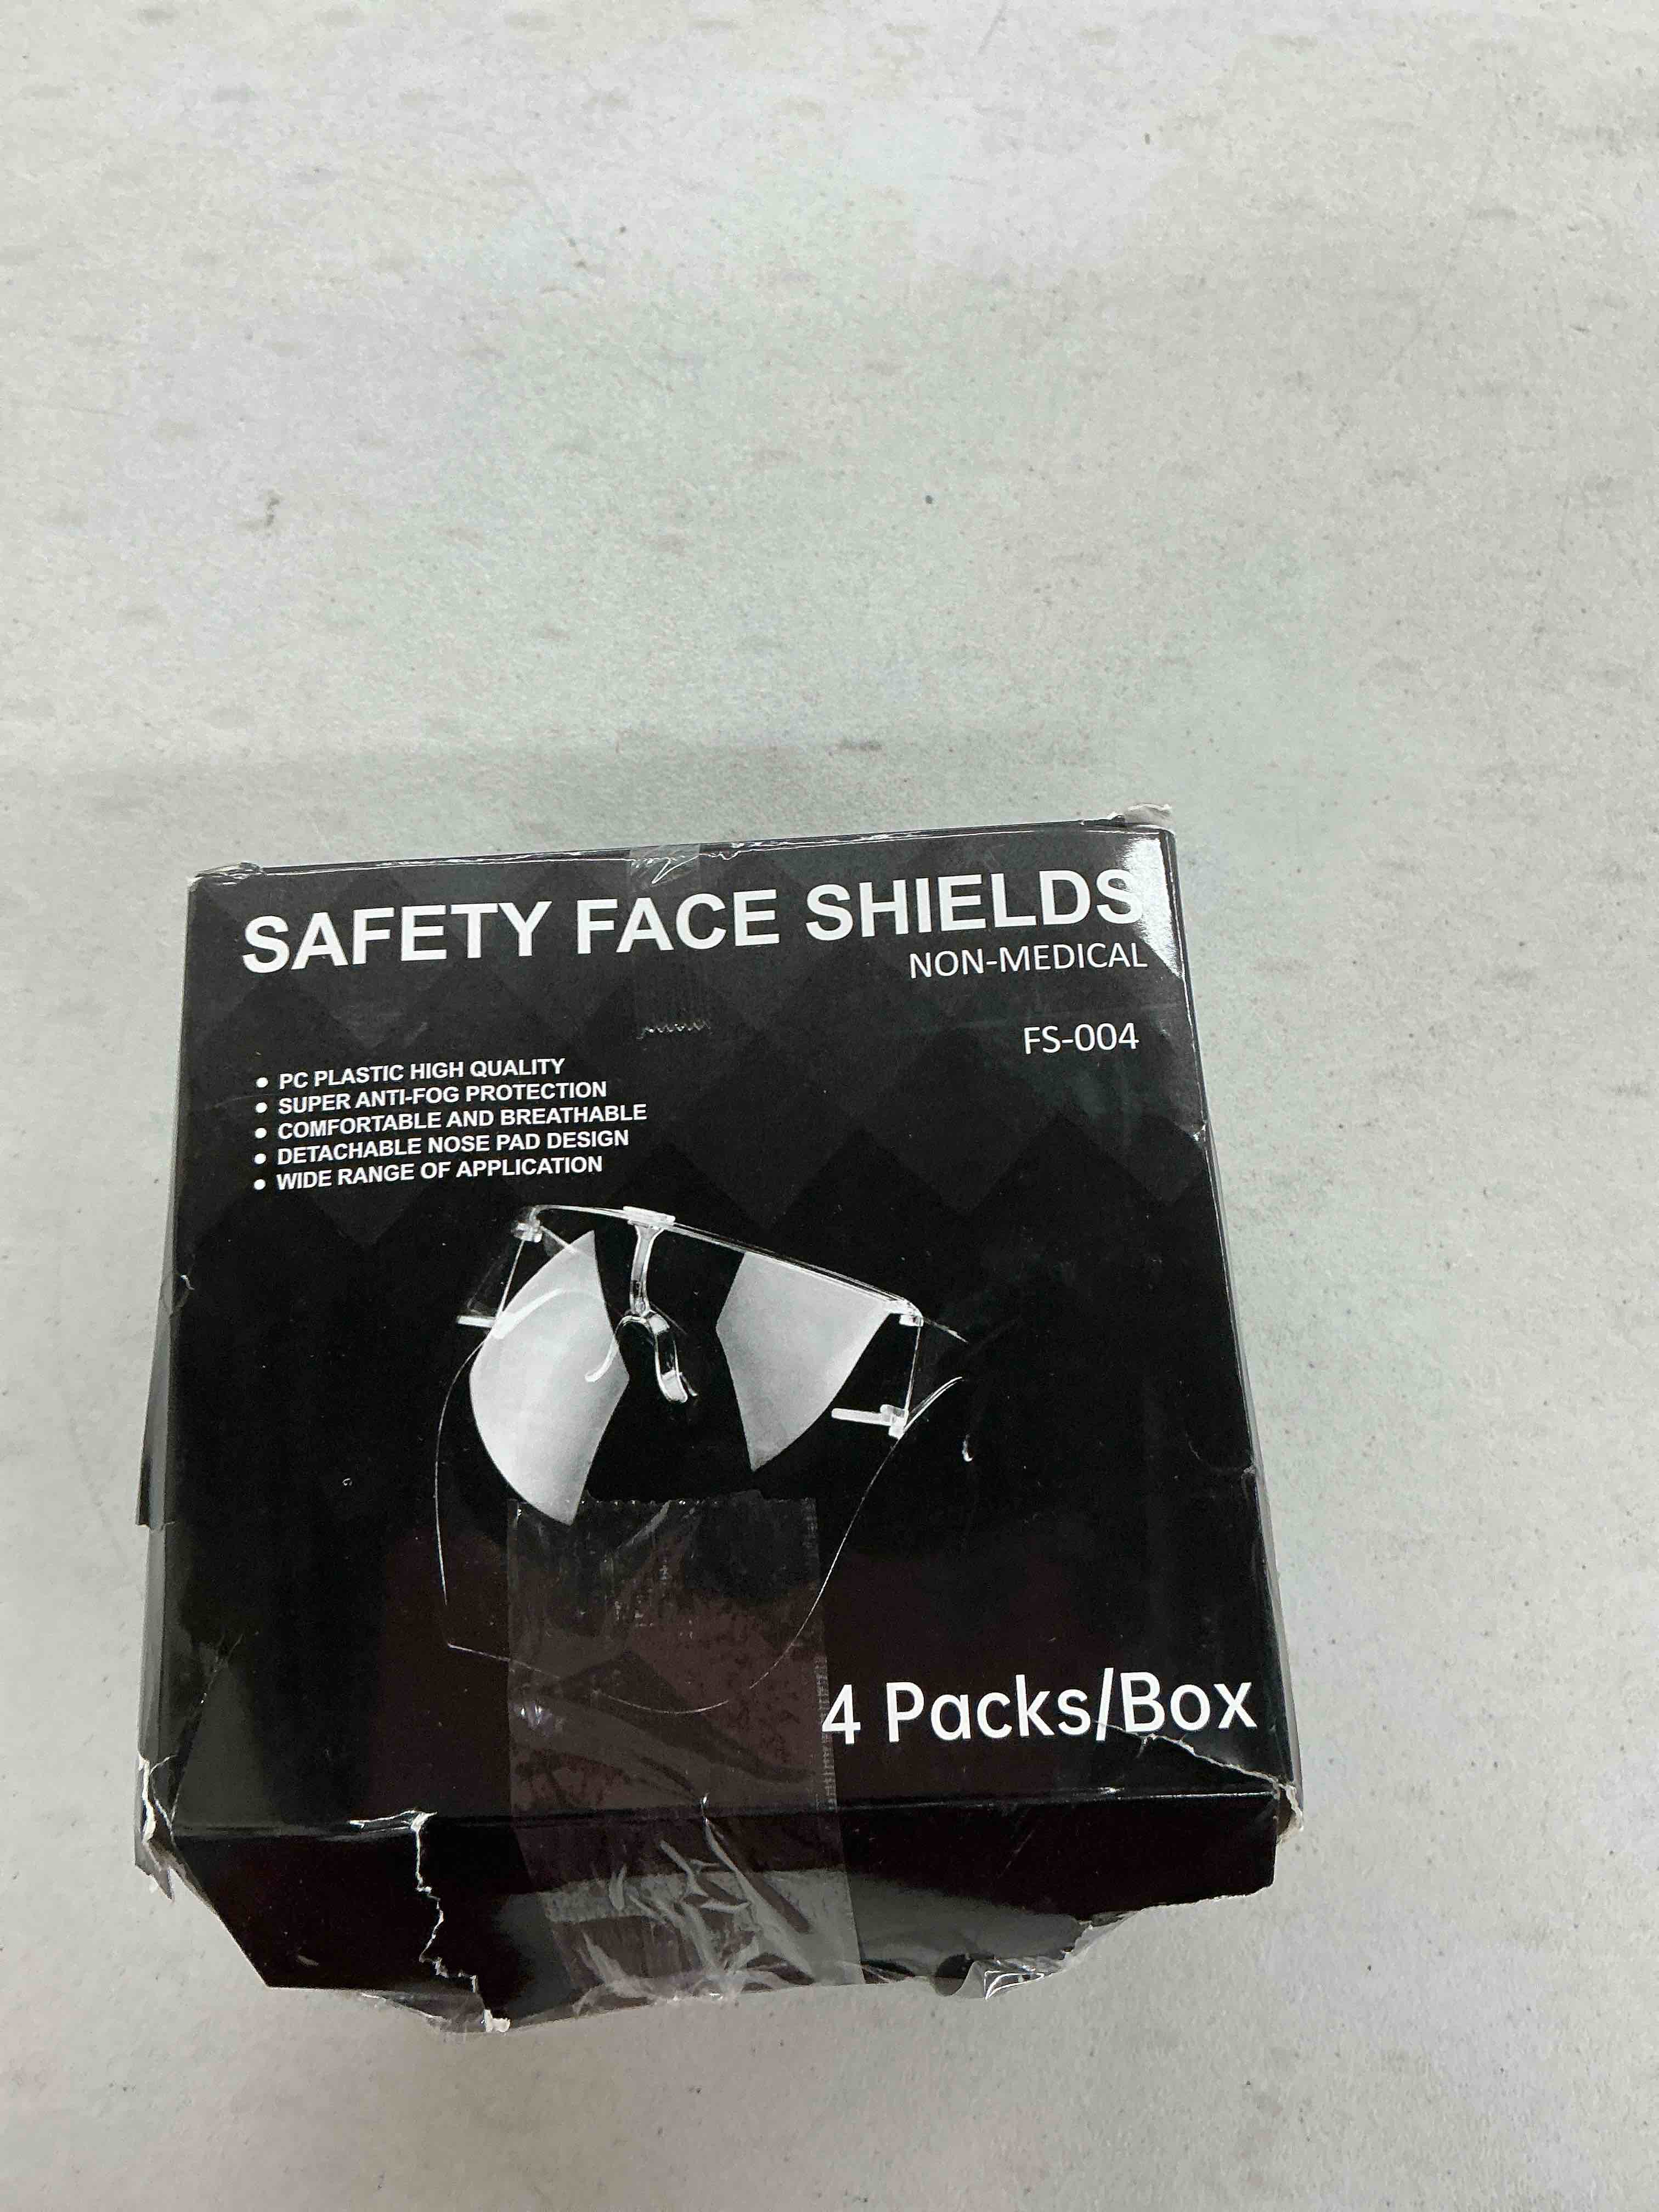 SAFETY FACE SHIELDS
NON-MEDICAL
FS-004
● PC PLASTIC HIGH QUALITY
● SUPER ANTI-FOG PROTECTION
● COMFORTABLE AND BREATHABLE
● DETACHABLE NOSE PAD DESIGN
● WIDE RANGE OF APPLICATION
4 Packs/Box